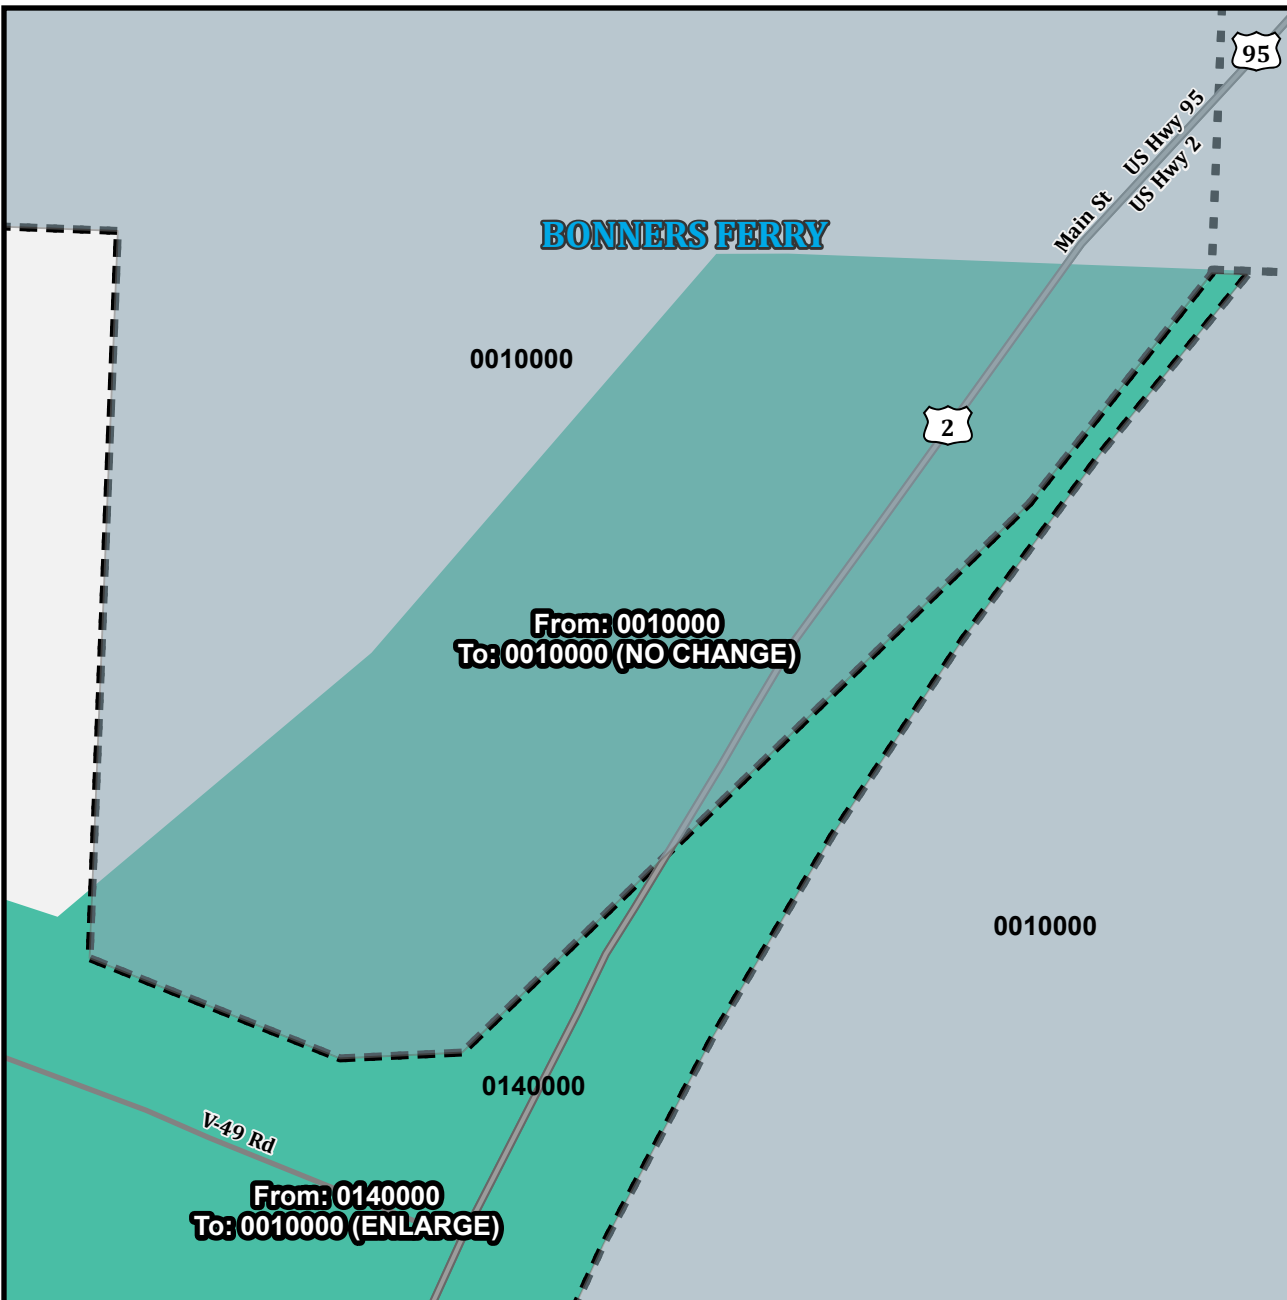 95
US Hwy 95
US Hwy 2
Main St
BONNERS FERRY
0010000
2
From: 0010000
To: 0010000 (NO CHANGE)
0010000
0140000
V-49 Rd
From: 0140000
To: 0010000 (ENLARGE)